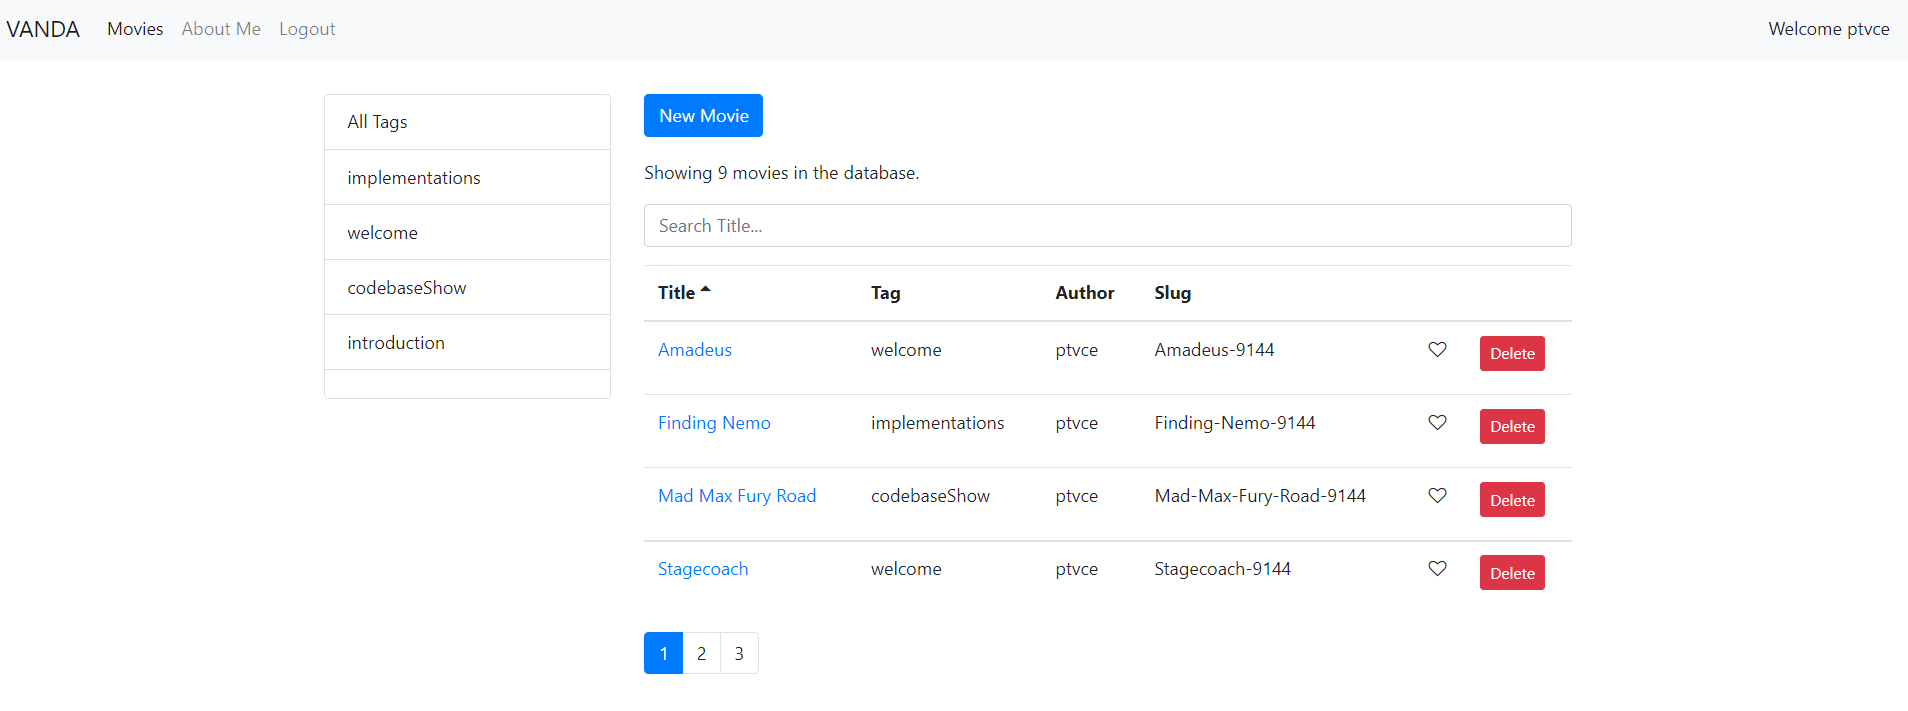 VANDA Movies About Me Logout Welcome ptvce
All Tags
implementations
welcome
codebaseShow
introduction
New Movie
Showing 9 movies in the database.
Search Title...
Title Tag Author Slug
Amadeus welcome ptvce Amadeus-9144 Delete
Finding Nemo implementations ptvce Finding-Nemo-9144 Delete
Mad Max Fury Road codebaseShow ptvce Mad-Max-Fury-Road-9144 Delete
Stagecoach welcome ptvce Stagecoach-9144 Delete
1 2 3